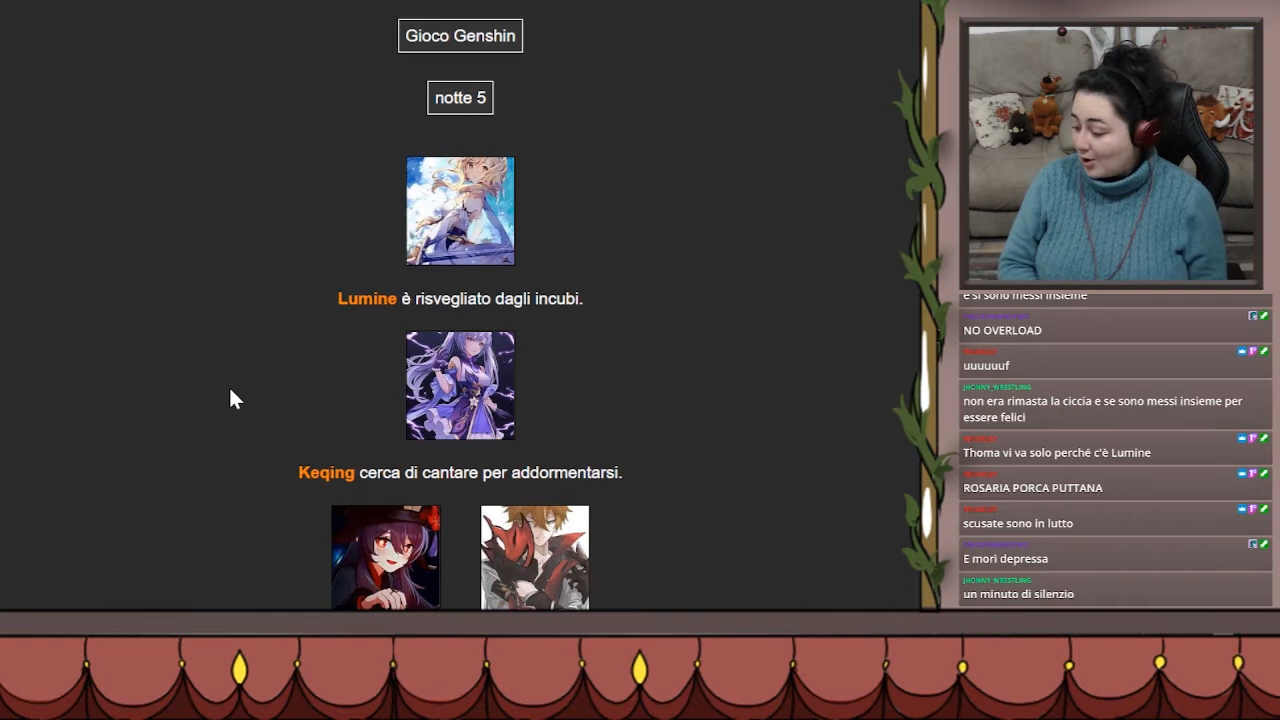 Gioco Genshin
notte 5
Lumine è risvegliato dagli incubi.
Keqing cerca di cantare per addormentarsi.
e si sono messi insieme
NO OVERLOAD
uuuuuuf
JHONNY_WRESTLING
non era rimasta la ciccia e se sono messi insieme per
essere felici
Thoma vi va solo perché c'è Lumine
ROSARIA PORCA PUTTANA
scusate sono in lutto
E morì depressa
JHONNY_WRESTLING
un minuto di silenzio